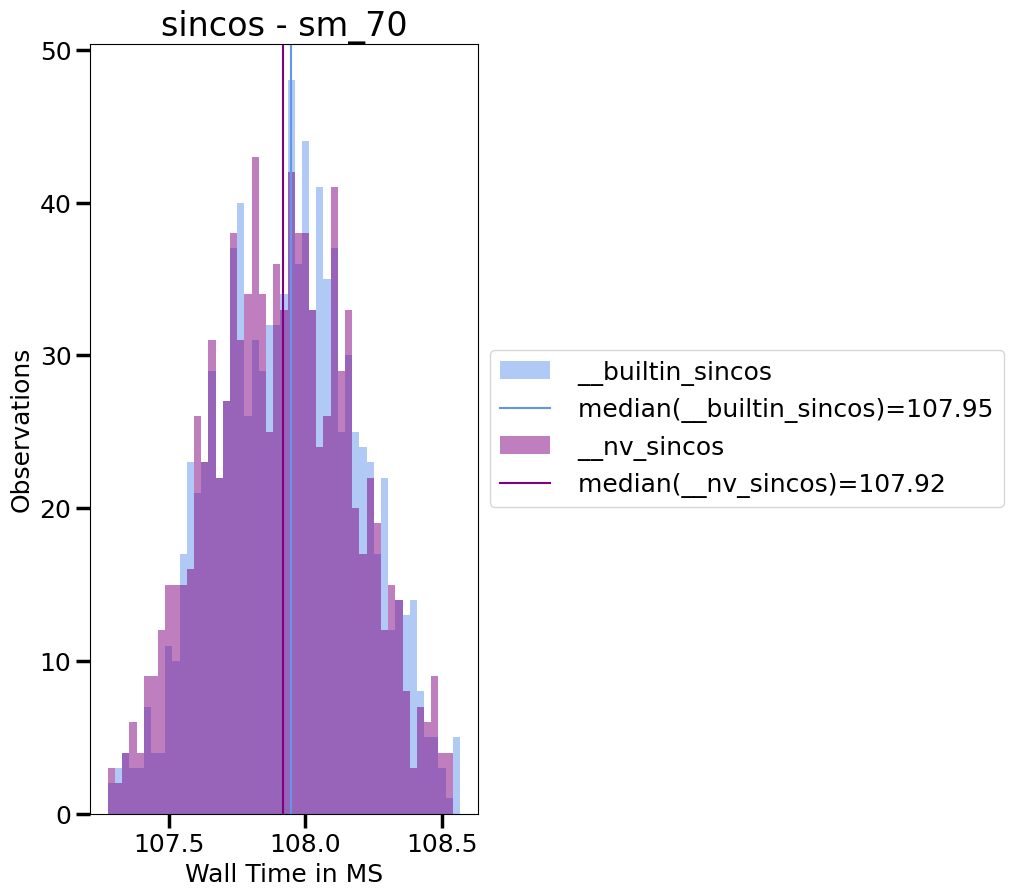 sincos - sm_70
50
40
30
20
10
0
Observations
107.5 108.0 108.5
Wall Time in MS
__builtin_sincos
median(__builtin_sincos)=107.95
__nv_sincos
median(__nv_sincos)=107.92